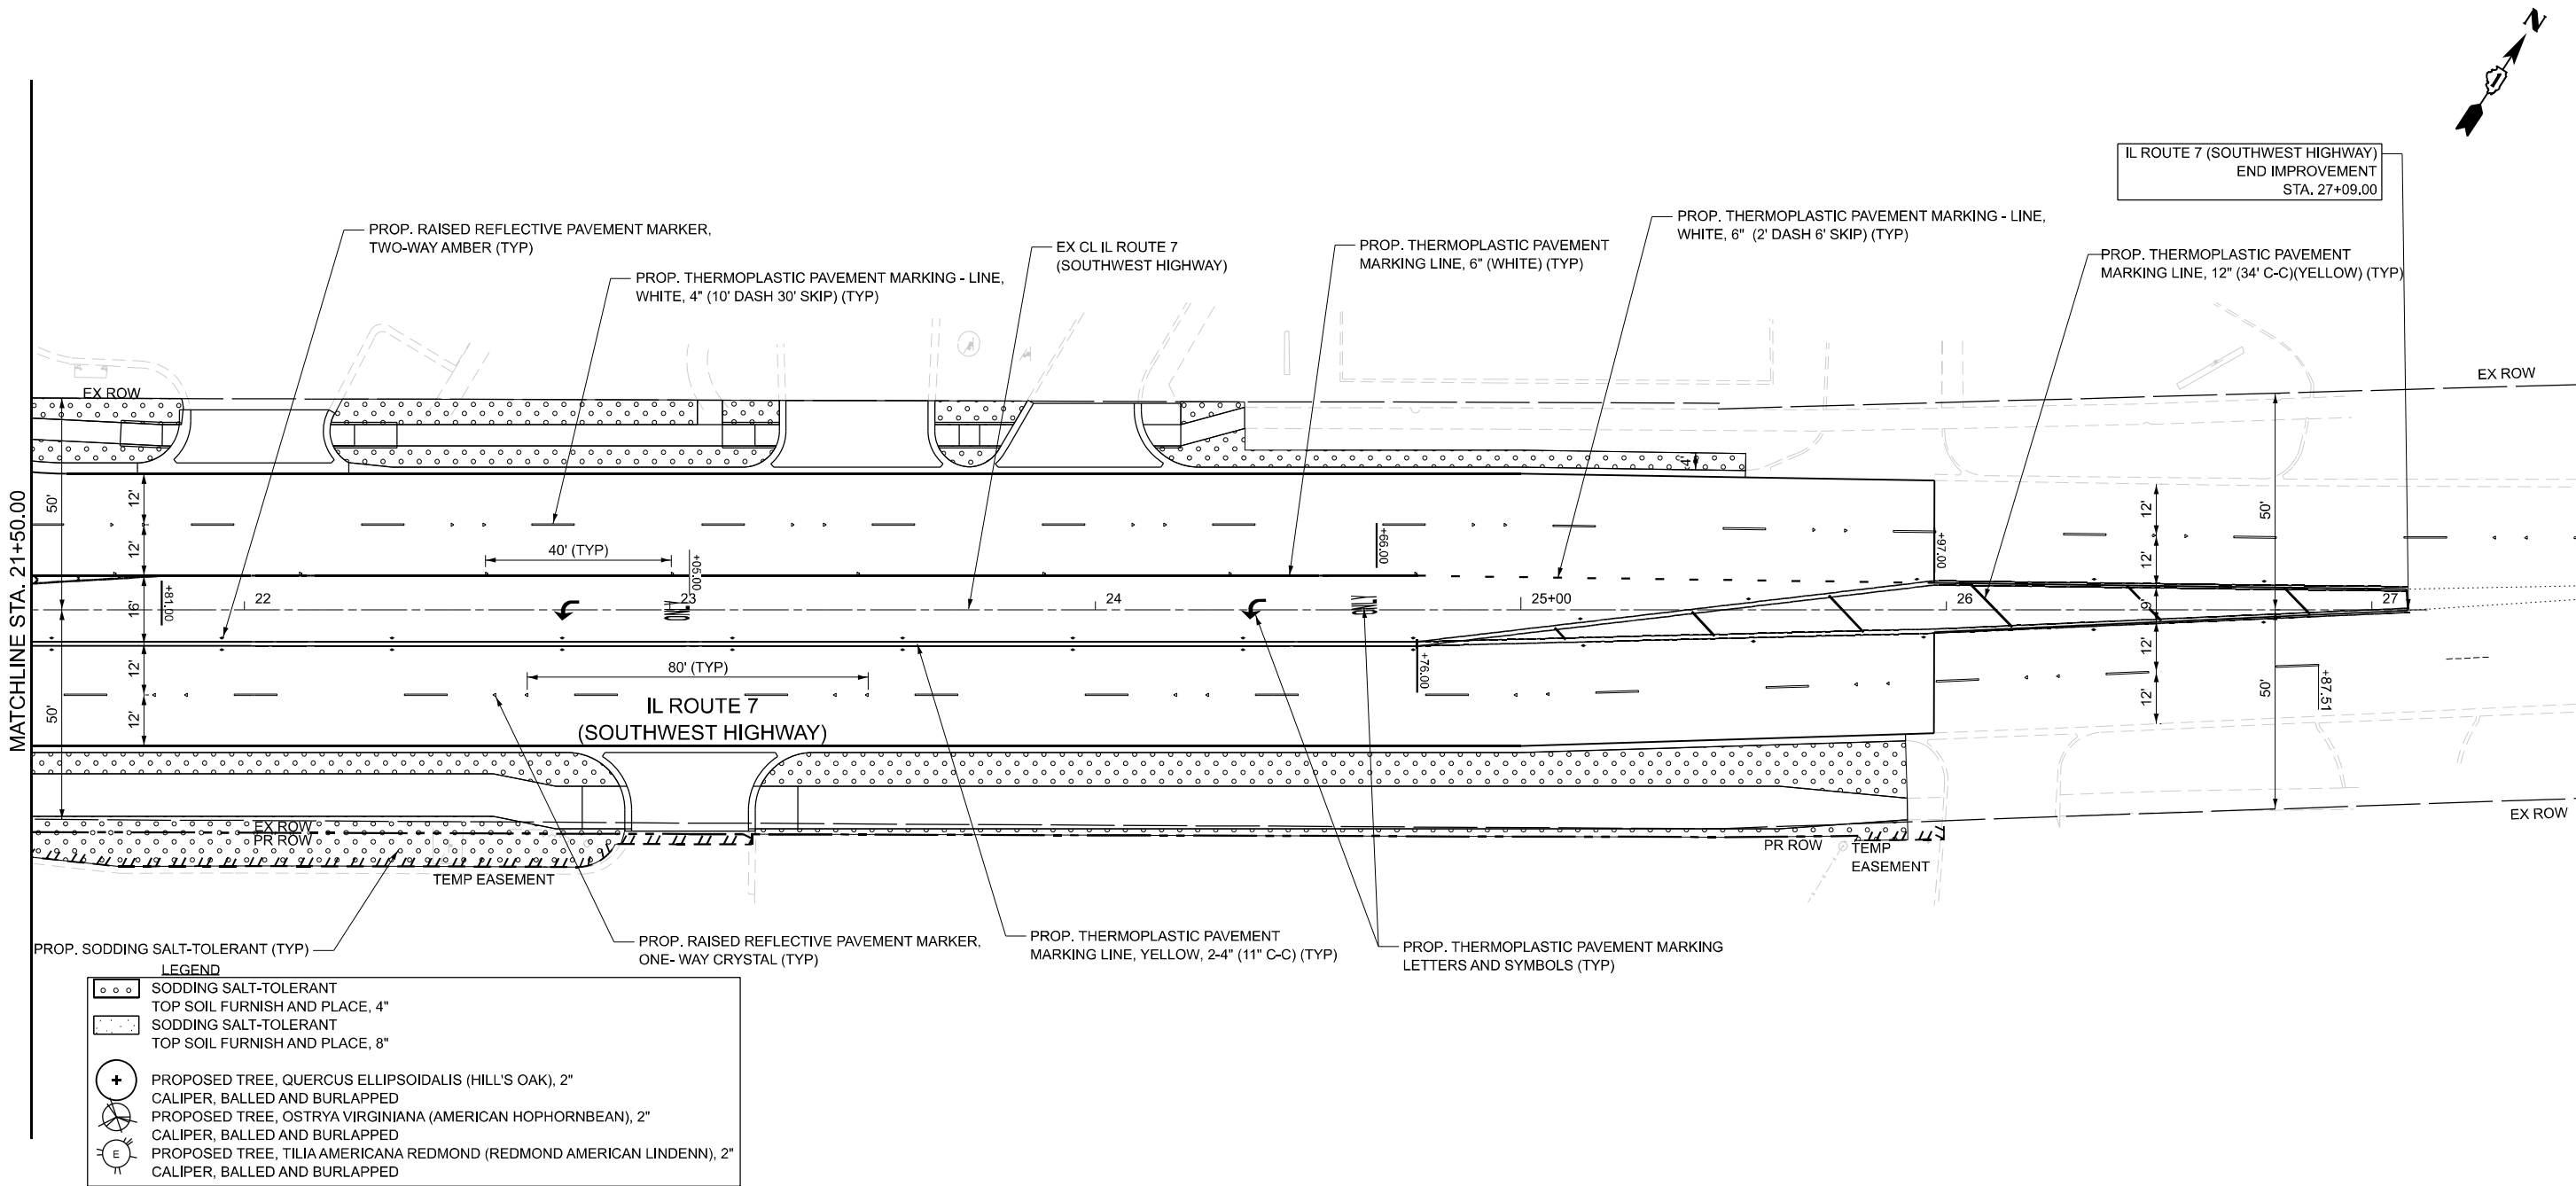 N
IL ROUTE 7 (SOUTHWEST HIGHWAY)
END IMPROVEMENT
STA. 27+09.00
PROP. RAISED REFLECTIVE PAVEMENT MARKER,
TWO-WAY AMBER (TYP)
PROP. THERMOPLASTIC PAVEMENT MARKING - LINE,
WHITE, 4" (10' DASH 30' SKIP) (TYP)
EX CL IL ROUTE 7
(SOUTHWEST HIGHWAY)
PROP. THERMOPLASTIC PAVEMENT
MARKING LINE, 6" (WHITE) (TYP)
PROP. THERMOPLASTIC PAVEMENT MARKING - LINE,
WHITE, 6" (2' DASH 6' SKIP) (TYP)
PROP. THERMOPLASTIC PAVEMENT
MARKING LINE, 12" (34' C-C)(YELLOW) (TYP)
EX ROW
EX ROW
MATCHLINE STA. 21+50.00
50'
12'
12'
16'
12'
12'
50'
+81.00
22
40' (TYP)
+05.00
23
ONLY
80' (TYP)
24
+66.00
ONLY
25+00
+76.00
4'
+97.00
26
12'
12'
6'
12'
12'
50'
50'
27
+87.51
IL ROUTE 7
(SOUTHWEST HIGHWAY)
EX ROW
PR ROW
TEMP EASEMENT
PR ROW
TEMP
EASEMENT
EX ROW
PROP. SODDING SALT-TOLERANT (TYP)
PROP. RAISED REFLECTIVE PAVEMENT MARKER,
ONE- WAY CRYSTAL (TYP)
PROP. THERMOPLASTIC PAVEMENT
MARKING LINE, YELLOW, 2-4" (11" C-C) (TYP)
PROP. THERMOPLASTIC PAVEMENT MARKING
LETTERS AND SYMBOLS (TYP)
LEGEND
SODDING SALT-TOLERANT
TOP SOIL FURNISH AND PLACE, 4"
SODDING SALT-TOLERANT
TOP SOIL FURNISH AND PLACE, 8"
PROPOSED TREE, QUERCUS ELLIPSOIDALIS (HILL'S OAK), 2"
CALIPER, BALLED AND BURLAPPED
PROPOSED TREE, OSTRYA VIRGINIANA (AMERICAN HOPHORNBEAN), 2"
CALIPER, BALLED AND BURLAPPED
E
PROPOSED TREE, TILIA AMERICANA REDMOND (REDMOND AMERICAN LINDENN), 2"
CALIPER, BALLED AND BURLAPPED